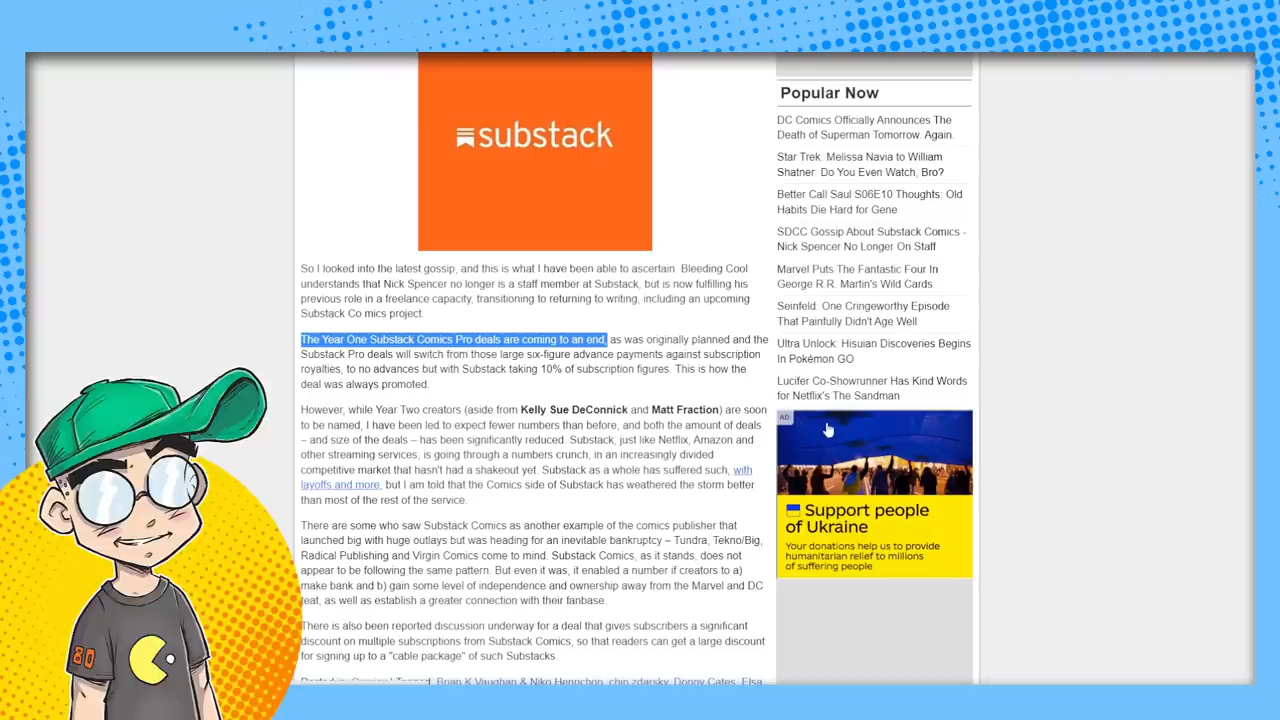 substack
So I looked into the latest gossip, and this is what I have been able to ascertain. Bleeding Cool
understands that Nick Spencer no longer is a staff member at Substack, but is now fulfilling his
previous role in a freelance capacity, transitioning to returning to writing, including an upcoming
Substack Co mics project.
The Year One Substack Comics Pro deals are coming to an end, as was originally planned and the
Substack Pro deals will switch from those large six-figure advance payments against subscription
royalties, to no advances but with Substack taking 10% of subscription figures. This is how the
deal was always promoted.
However, while Year Two creators (aside from Kelly Sue DeConnick and Matt Fraction) are soon
to be named, I have been led to expect fewer numbers than before, and both the amount of deals
– and size of the deals – has been significantly reduced. Substack, just like Netflix, Amazon and
other streaming services, is going through a numbers crunch, in an increasingly divided
competitive market that hasn't had a shakeout yet. Substack as a whole has suffered such, with
layoffs and more, but I am told that the Comics side of Substack has weathered the storm better
than most of the rest of the service.
There are some who saw Substack Comics as another example of the comics publisher that
launched big with huge outlays but was heading for an inevitable bankruptcy – Tundra, Tekno/Big,
Radical Publishing and Virgin Comics come to mind. Substack Comics, as it stands, does not
appear to be following the same pattern. But even it was, it enabled a number if creators to a)
make bank and b) gain some level of independence and ownership away from the Marvel and DC
teat, as well as establish a greater connection with their fanbase.
There is also been reported discussion underway for a deal that gives subscribers a significant
discount on multiple subscriptions from Substack Comics, so that readers can get a large discount
for signing up to a "cable package" of such Substacks.
Posted in: Comics | Tagged: Brian K Vaughan & Niko Henrichon, chip zdarsky, Donny Cates, Elsa
Popular Now
DC Comics Officially Announces The
Death of Superman Tomorrow. Again.
Star Trek: Melissa Navia to William
Shatner: Do You Even Watch, Bro?
Better Call Saul S06E10 Thoughts: Old
Habits Die Hard for Gene
SDCC Gossip About Substack Comics -
Nick Spencer No Longer On Staff
Marvel Puts The Fantastic Four In
George R.R. Martin's Wild Cards
Seinfeld: One Cringeworthy Episode
That Painfully Didn't Age Well
Ultra Unlock: Hisuian Discoveries Begins
In Pokémon GO
Lucifer Co-Showrunner Has Kind Words
for Netflix's The Sandman
AD
Support people
of Ukraine
Your donations help us to provide
humanitarian relief to millions
of suffering people
80